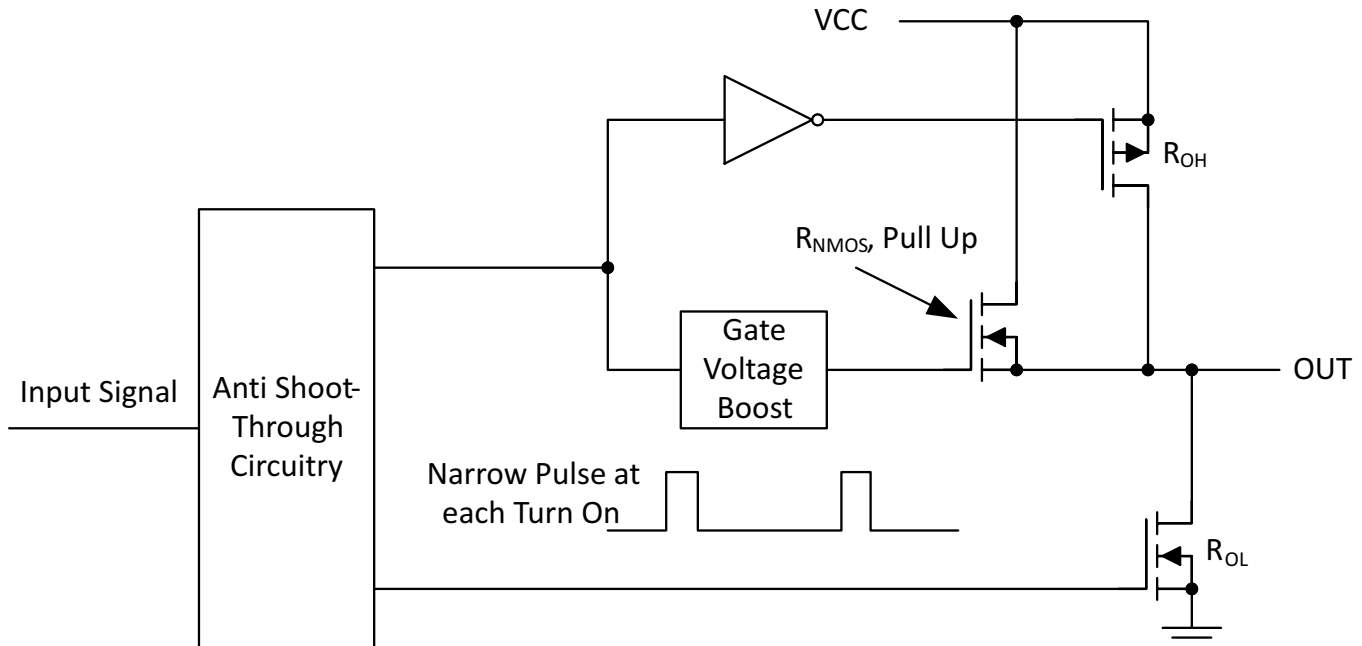 VCC
R_OH
R_NMOS, Pull Up
Gate
Voltage
Boost
OUT
Input Signal
Anti Shoot-
Through
Circuitry
Narrow Pulse at
each Turn On
R_OL